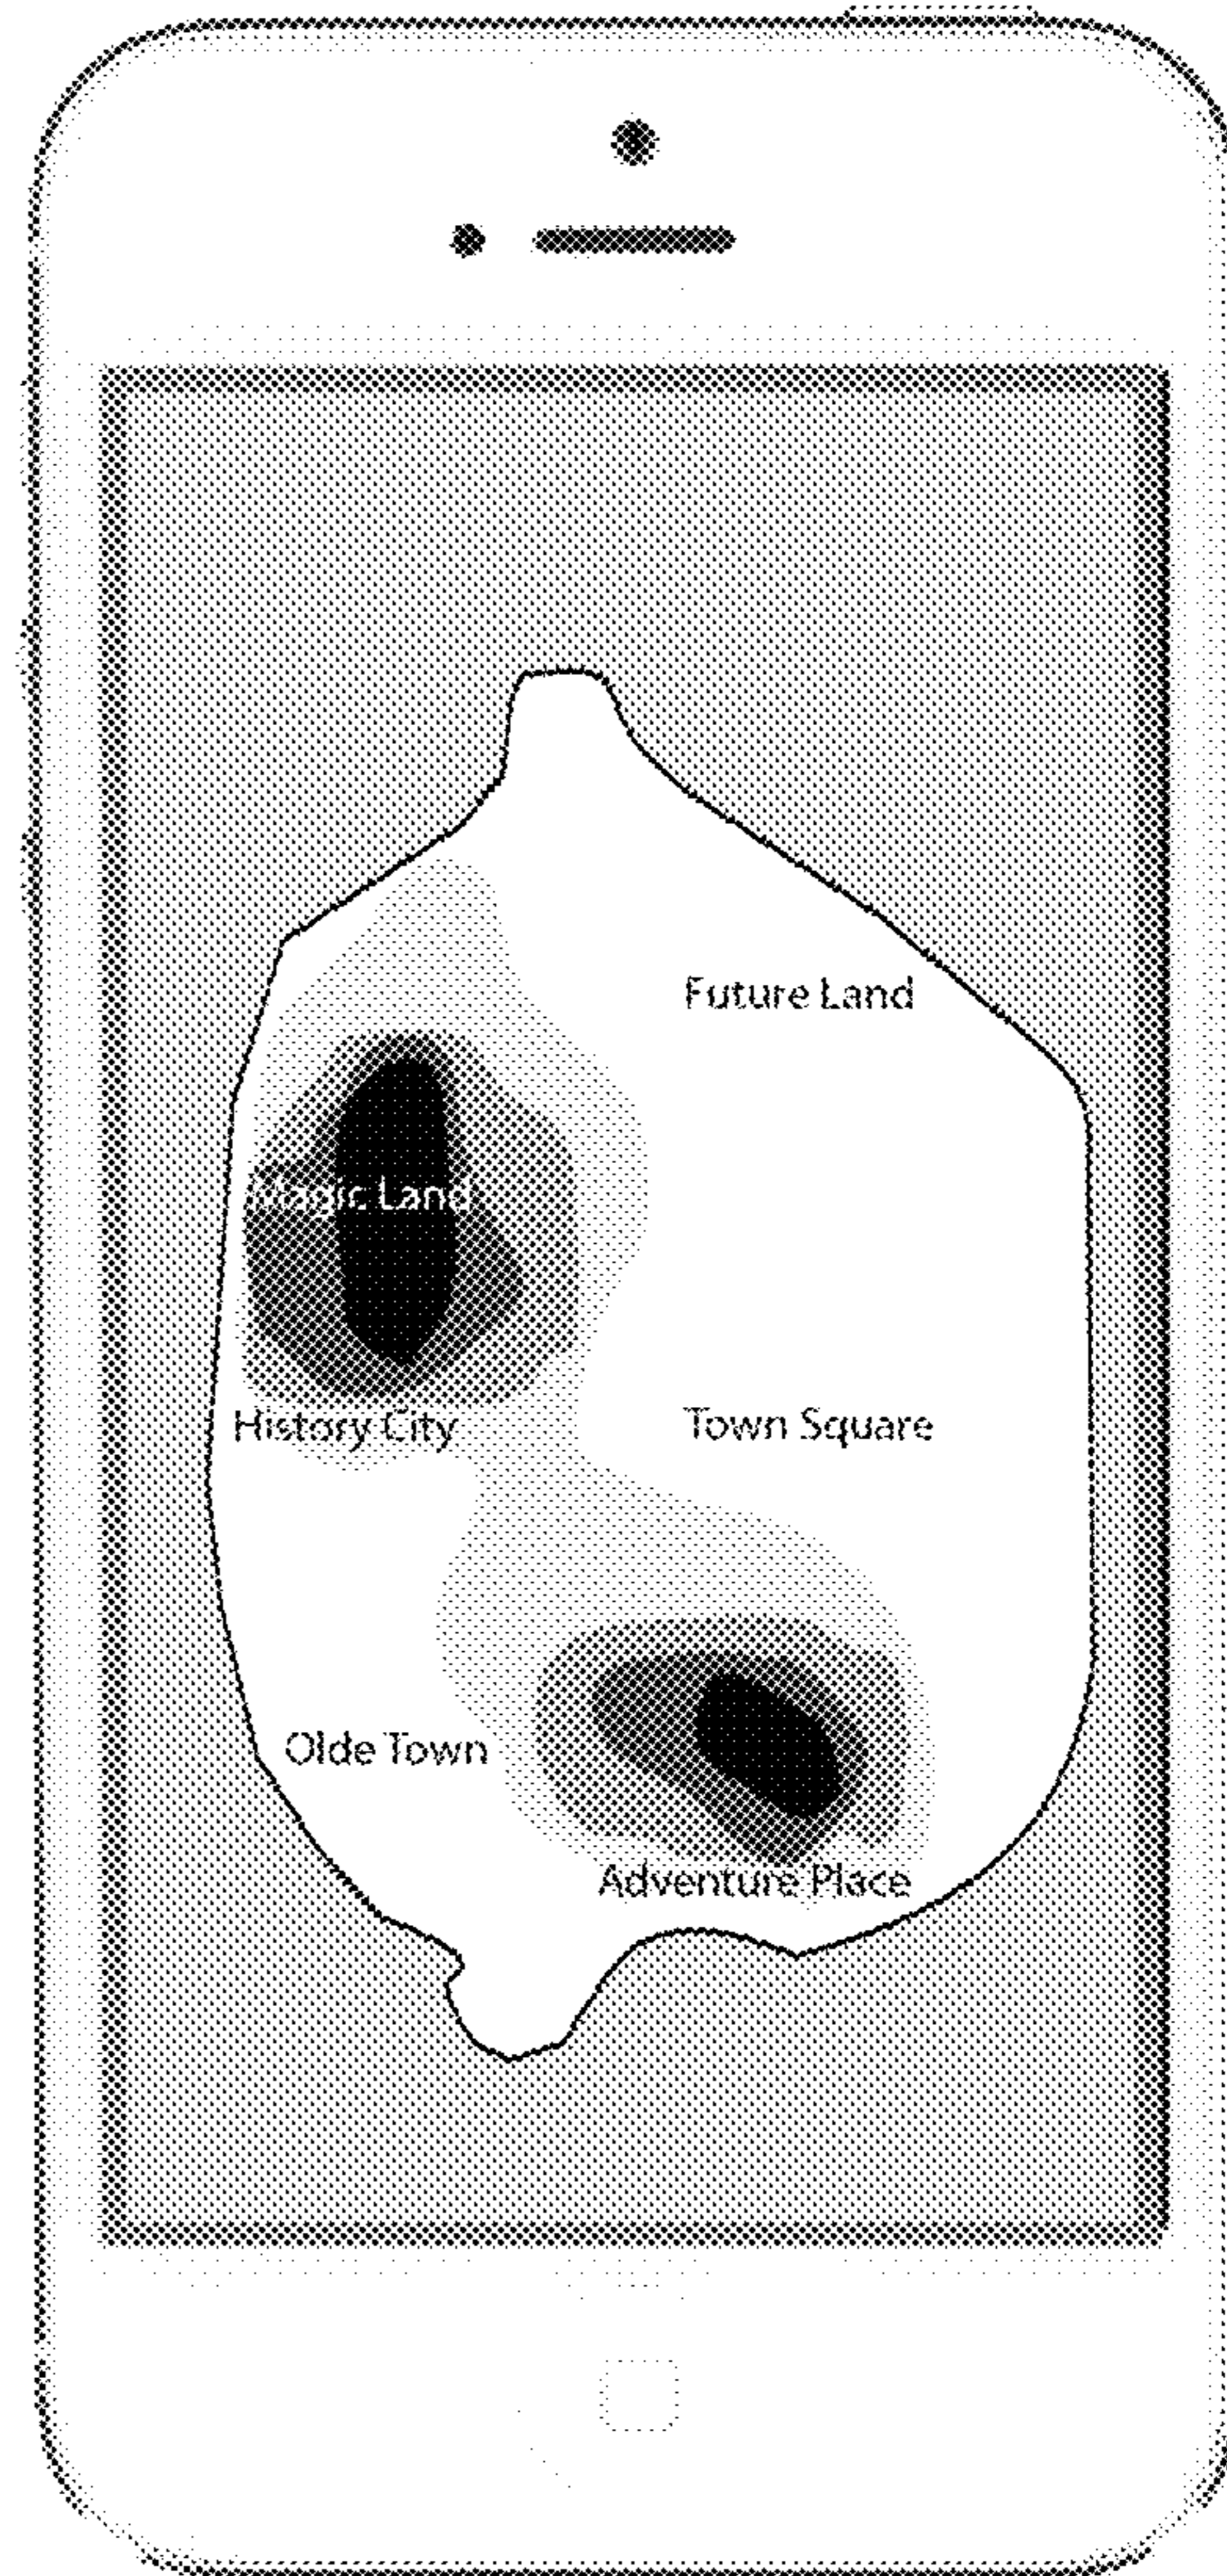 Future Land
Magic Land
History City
Town Square
Olde Town
Adventure Place